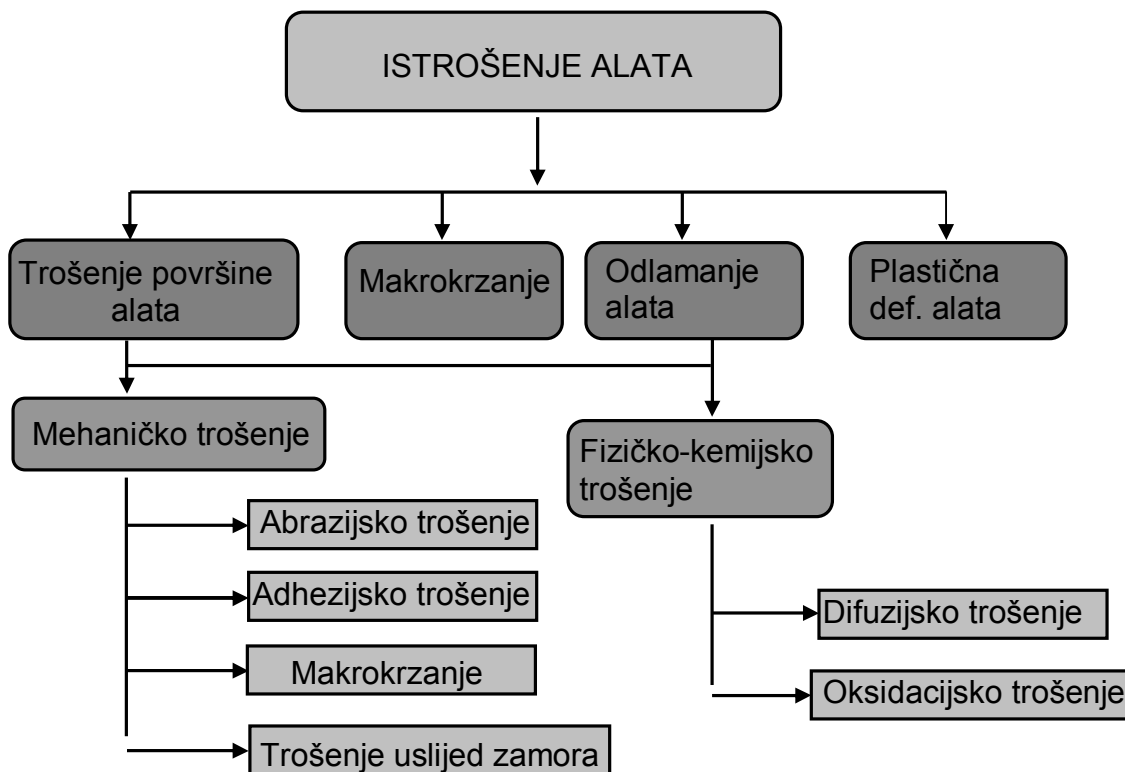 ISTROŠENJE ALATA
Trošenje površine
alata
Makrokrzanje
Odlamanje
alata
Plastična
def. alata
Mehaničko trošenje
Fizičko-kemijsko
trošenje
Abrazijsko trošenje
Adhezijsko trošenje
Makrokrzanje
Trošenje uslijed zamora
Difuzijsko trošenje
Oksidacijsko trošenje